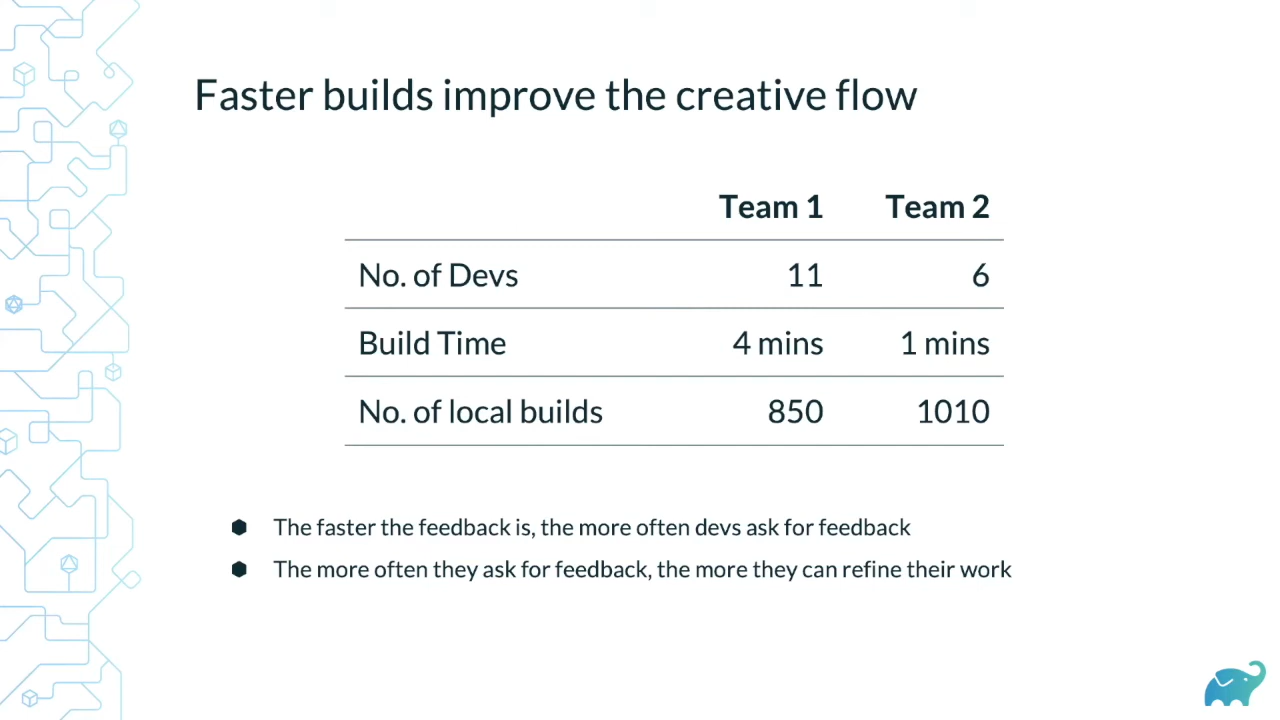 Faster builds improve the creative flow
Team 1 Team 2
No. of Devs 11 6
Build Time 4 mins 1 mins
No. of local builds 850 1010
The faster the feedback is, the more often devs ask for feedback
The more often they ask for feedback, the more they can refine their work